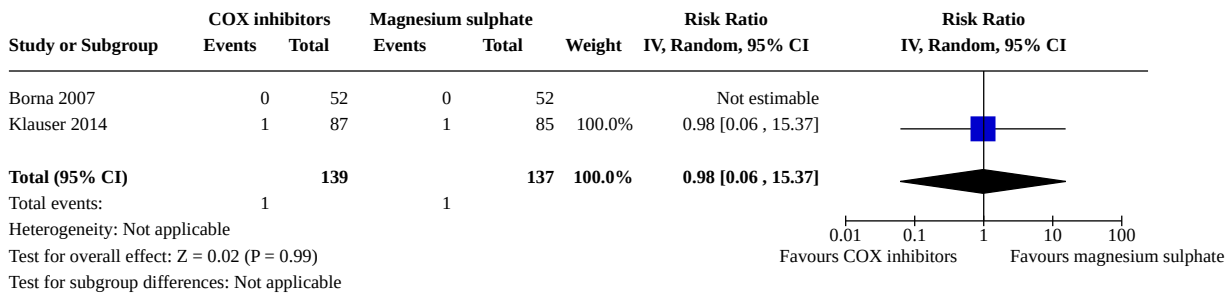 COX inhibitors Magnesium sulphate Risk Ratio Risk Ratio
Study or Subgroup Events Total Events Total Weight IV, Random, 95% CI IV, Random, 95% CI
Borna 2007 0 52 0 52 Not estimable
Klauser 2014 1 87 1 85 100.0% 0.98 [0.06 , 15.37]
Total (95% CI) 139 137 100.0% 0.98 [0.06 , 15.37]
Total events: 1 1
Heterogeneity: Not applicable 0.01 0.1 1 10 100
Test for overall effect: Z = 0.02 (P = 0.99) Favours COX inhibitors Favours magnesium sulphate
Test for subgroup differences: Not applicable